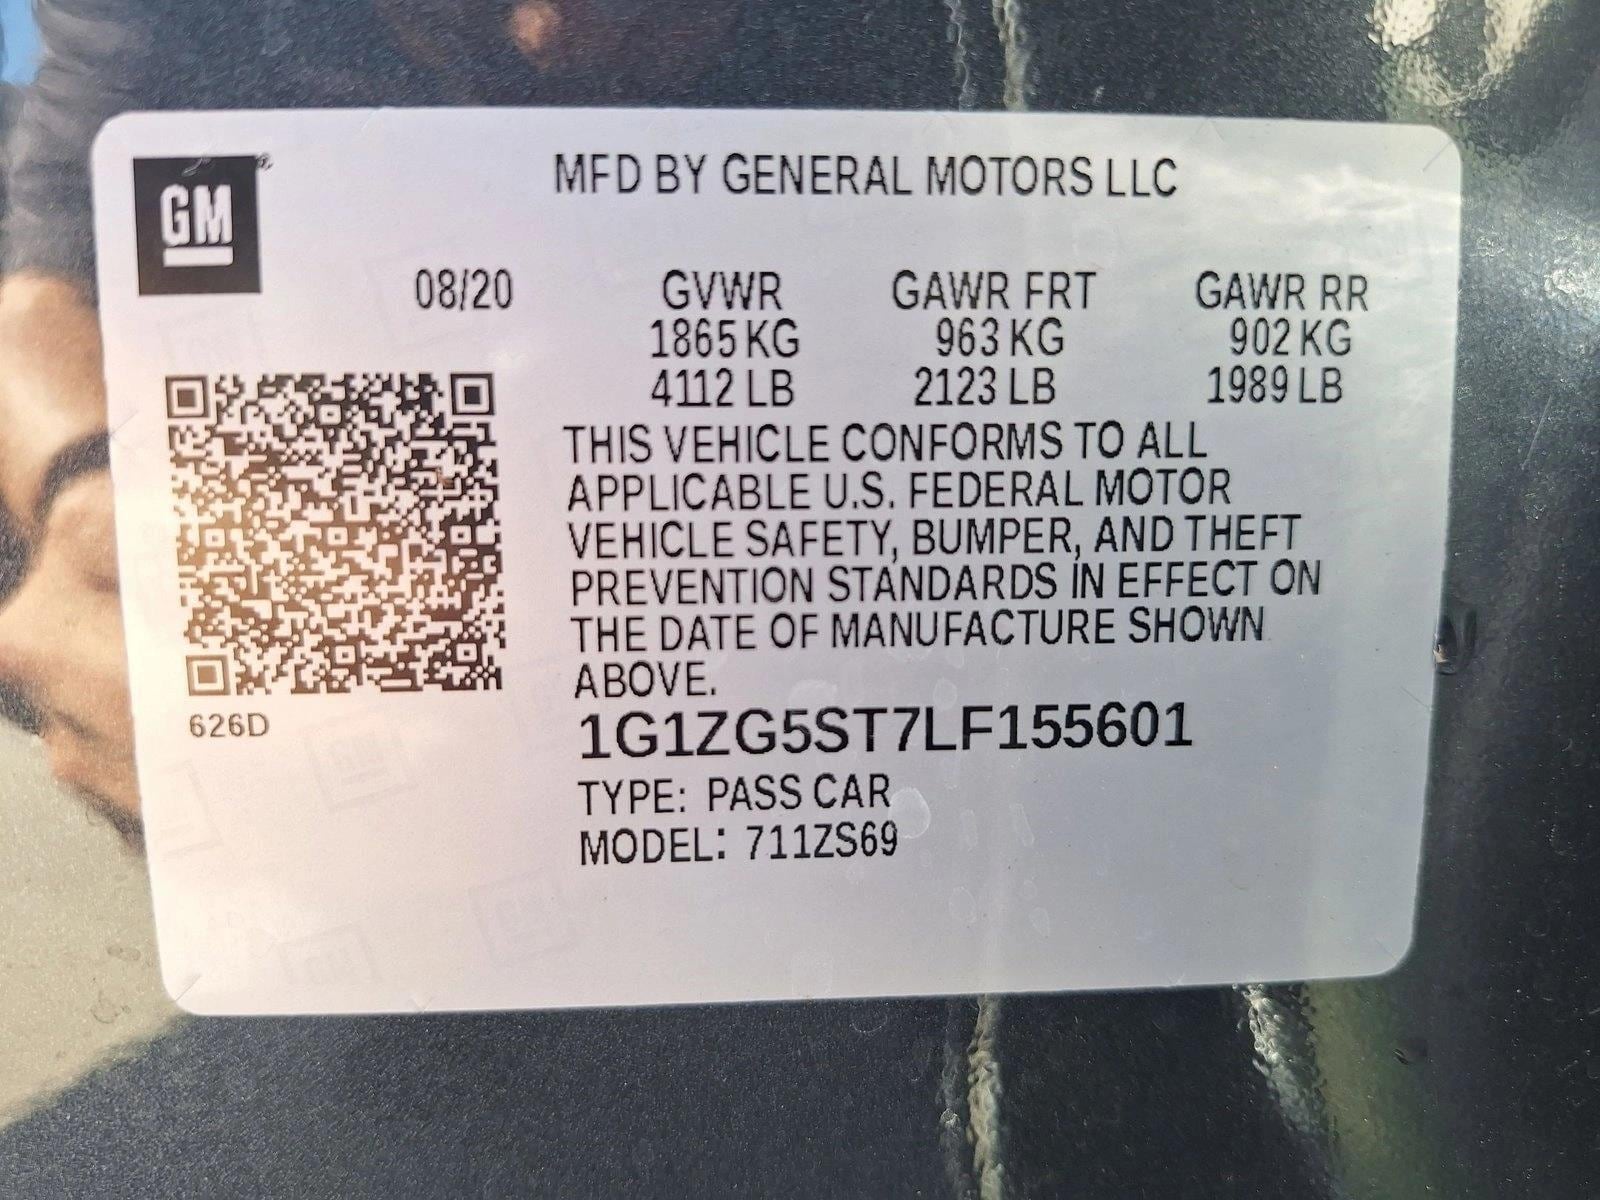 GM®
MFD BY GENERAL MOTORS LLC
08/20 GVWR GAWR FRT GAWR RR
1865 KG 963 KG 902 KG
4112 LB 2123 LB 1989 LB
THIS VEHICLE CONFORMS TO ALL
APPLICABLE U.S. FEDERAL MOTOR
VEHICLE SAFETY, BUMPER, AND THEFT
PREVENTION STANDARDS IN EFFECT ON
THE DATE OF MANUFACTURE SHOWN
ABOVE.
626D
1G1ZG5ST7LF155601
TYPE: PASS CAR
MODEL: 711ZS69